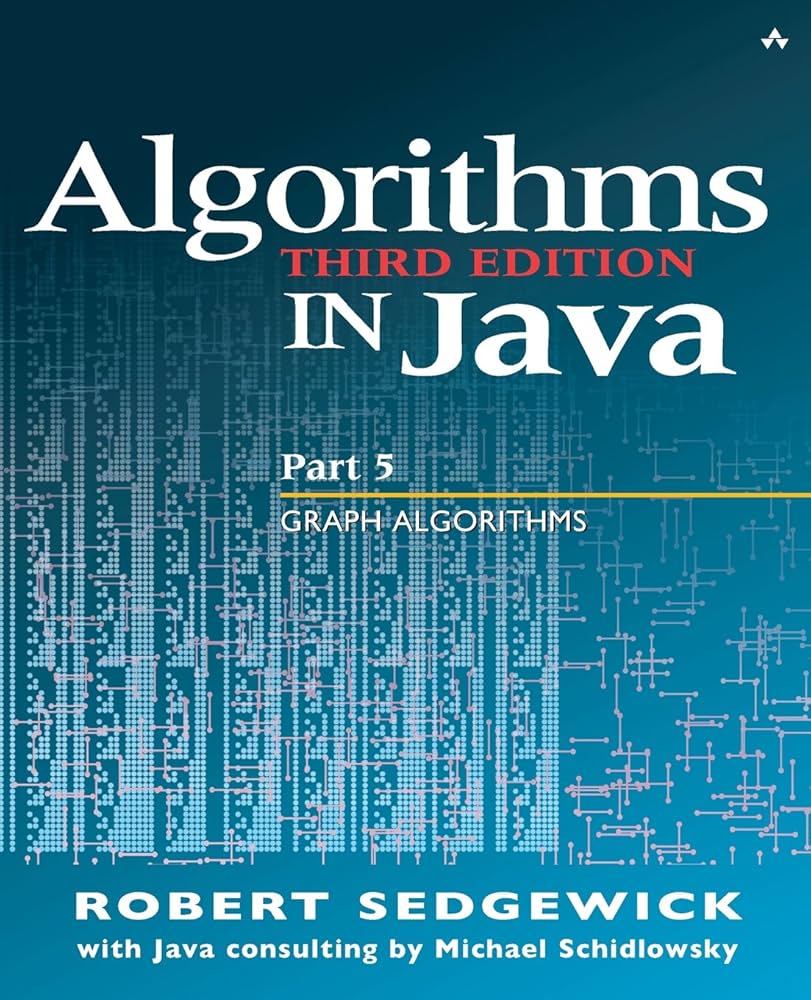 Algorithms
THIRD EDITION
IN Java
Part 5
GRAPH ALGORITHMS
ROBERT SEDGEWICK
with Java consulting by Michael Schidlowsky